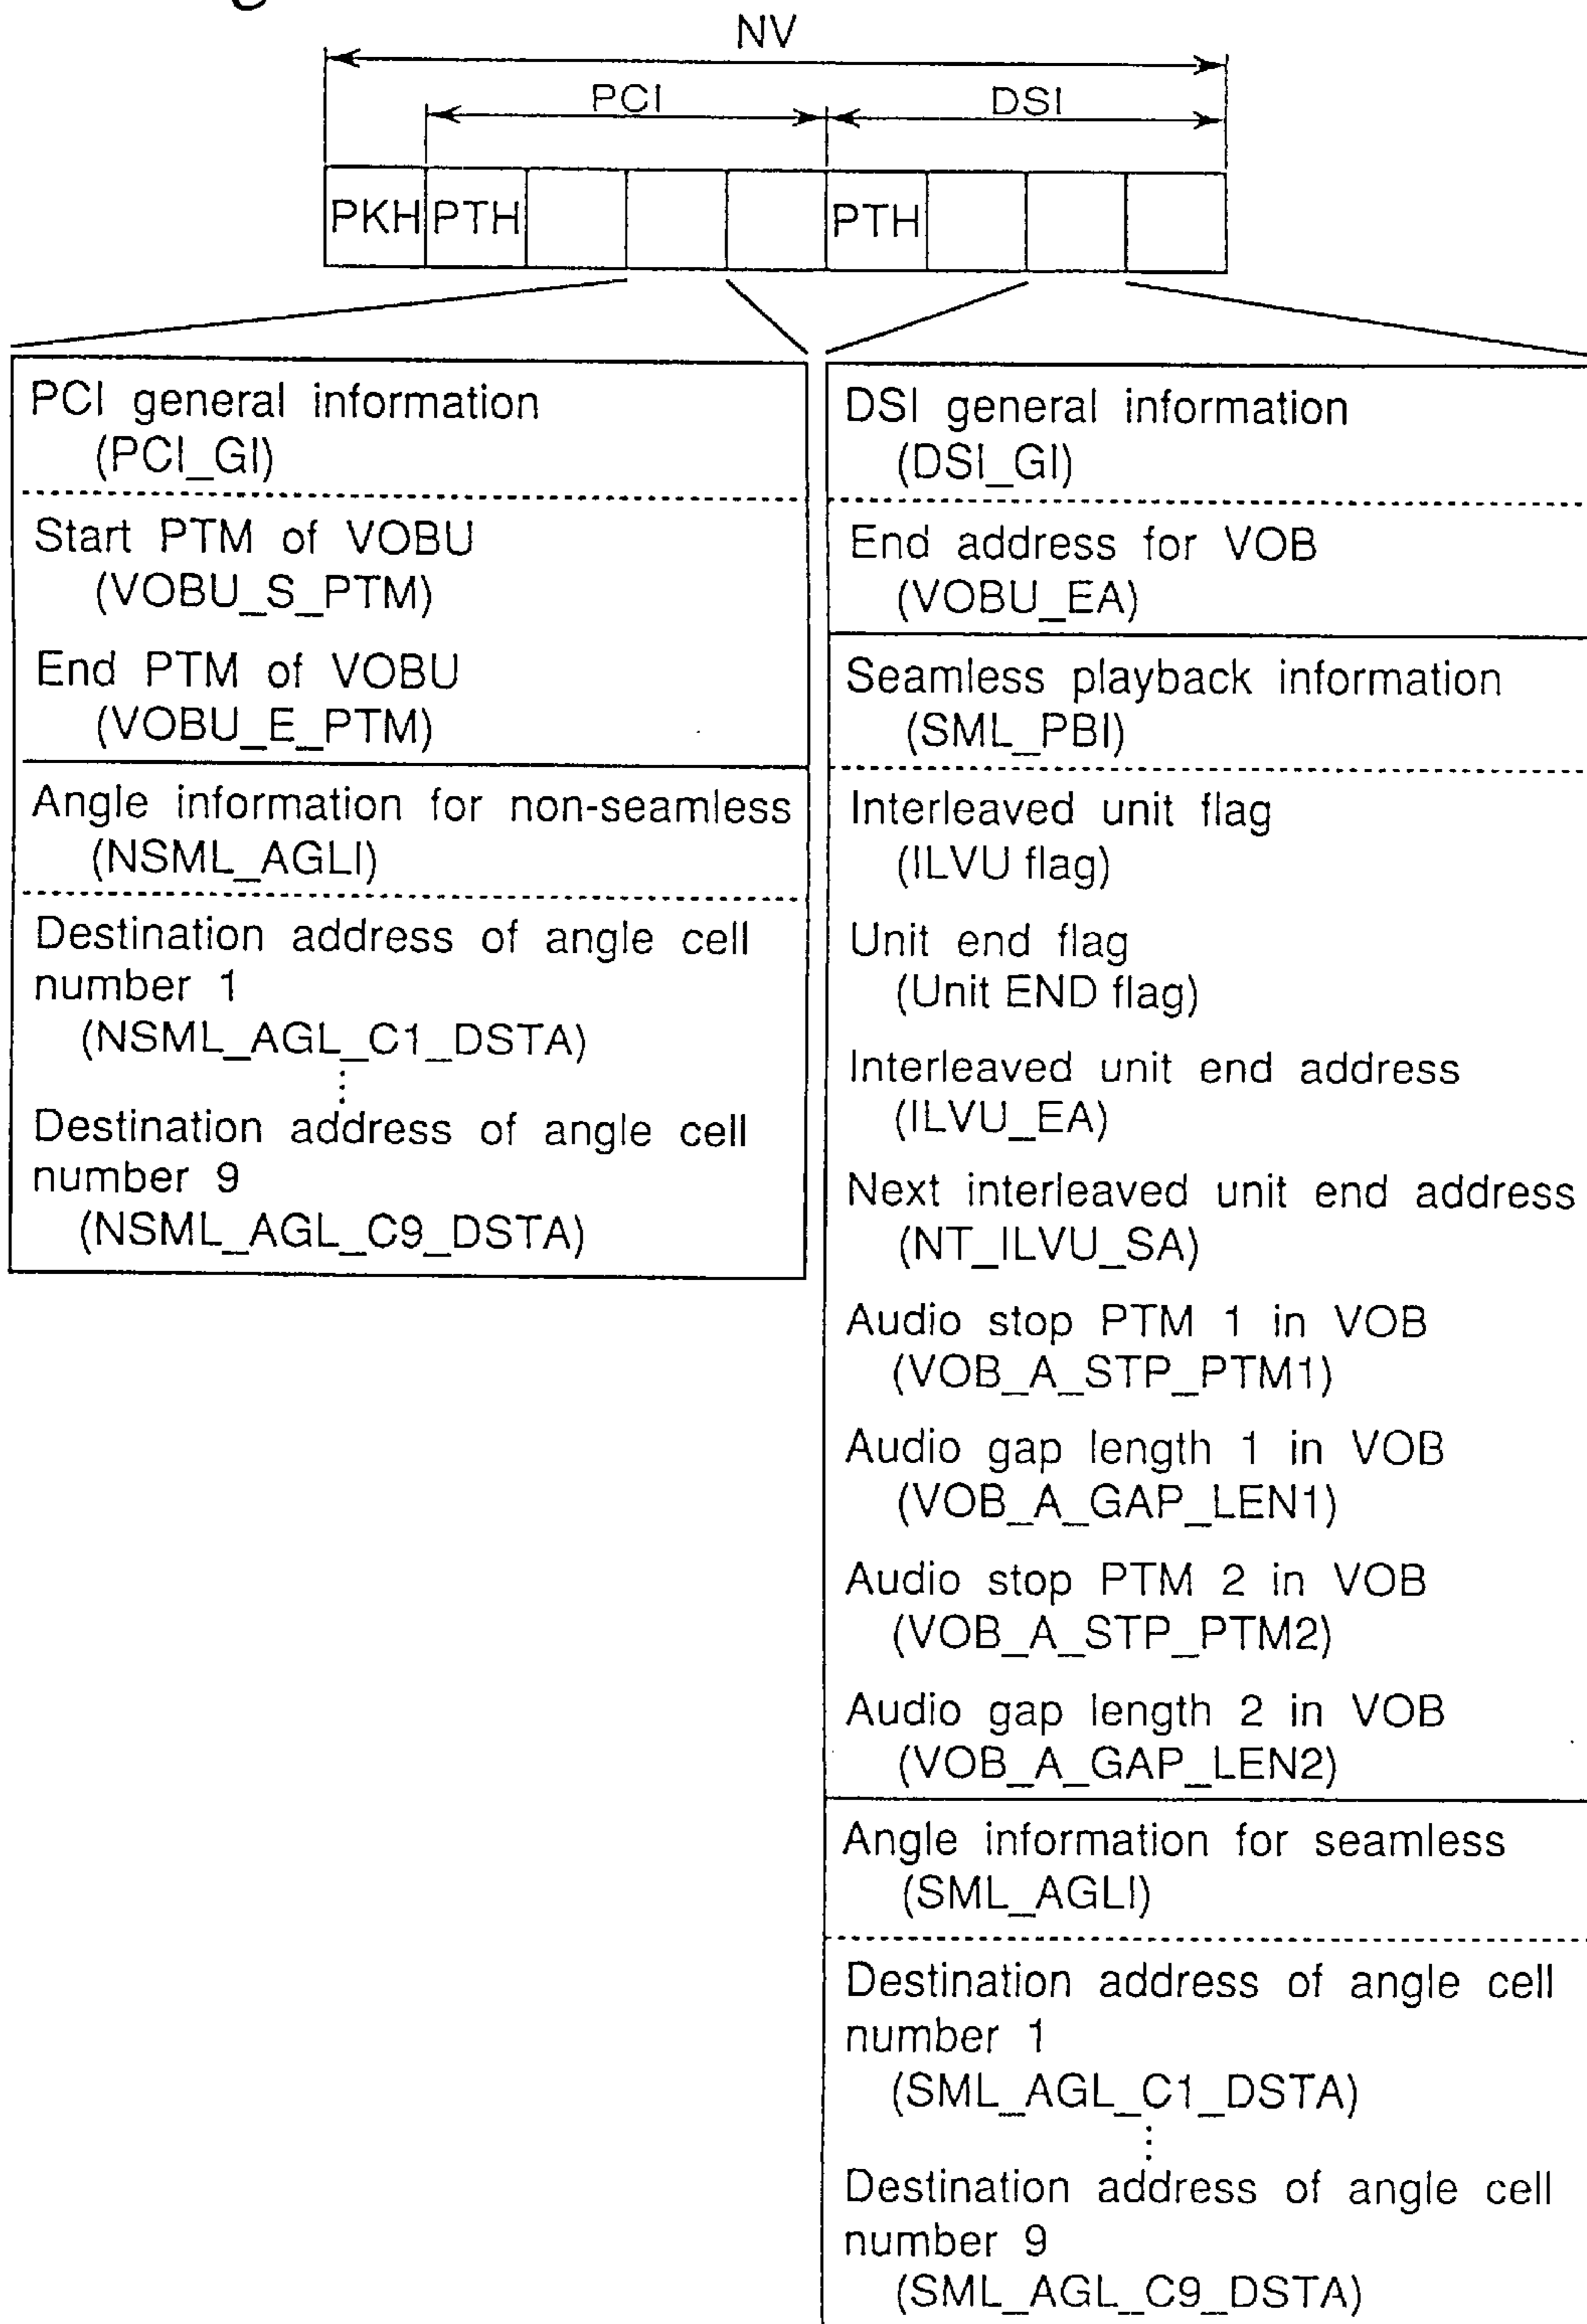 NV
PCI
DSI
PKH
PTH
PTH
PCI general information
(PCI_GI)
Start PTM of VOBU
(VOBU_S_PTM)
End PTM of VOBU
(VOBU_E_PTM)
Angle information for non-seamless
(NSML_AGLI)
Destination address of angle cell
number 1
(NSML_AGL_C1_DSTA)
⋮
Destination address of angle cell
number 9
(NSML_AGL_C9_DSTA)
DSI general information
(DSI_GI)
End address for VOB
(VOBU_EA)
Seamless playback information
(SML_PBI)
Interleaved unit flag
(ILVU flag)
Unit end flag
(Unit END flag)
Interleaved unit end address
(ILVU_EA)
Next interleaved unit end address
(NT_ILVU_SA)
Audio stop PTM 1 in VOB
(VOB_A_STP_PTM1)
Audio gap length 1 in VOB
(VOB_A_GAP_LEN1)
Audio stop PTM 2 in VOB
(VOB_A_STP_PTM2)
Audio gap length 2 in VOB
(VOB_A_GAP_LEN2)
Angle information for seamless
(SML_AGLI)
Destination address of angle cell
number 1
(SML_AGL_C1_DSTA)
⋮
Destination address of angle cell
number 9
(SML_AGL_C9_DSTA)